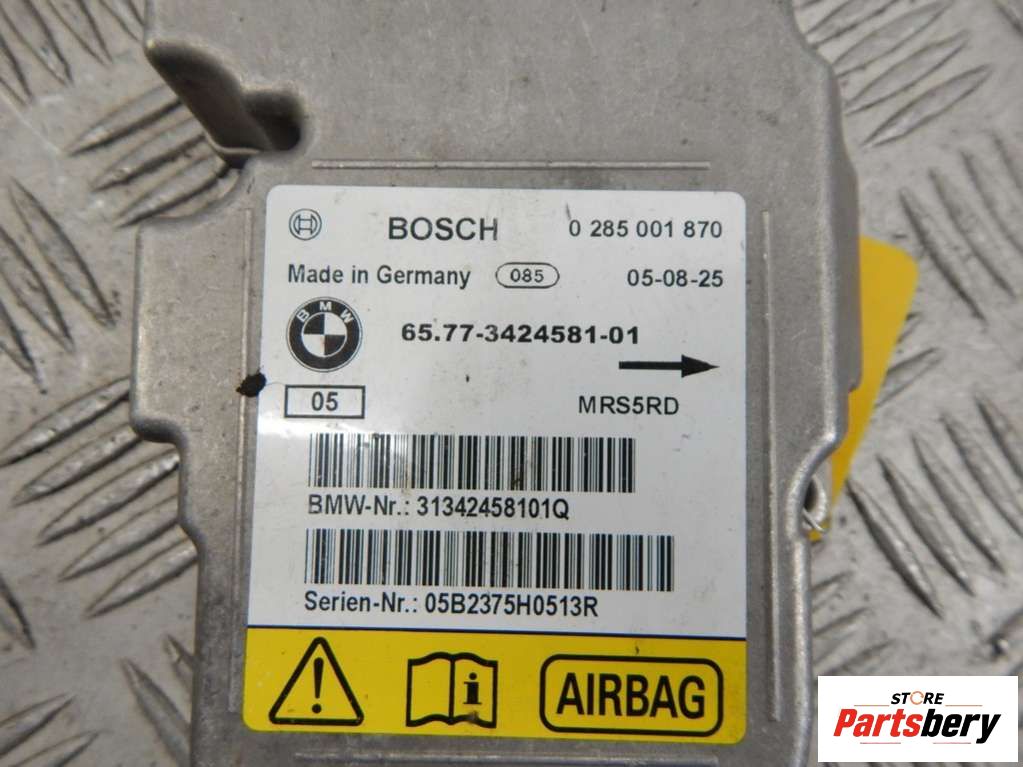 BOSCH 0 285 001 870
Made in Germany 085 05-08-25
BMW
65.77-3424581-01
05 MRS5RD
BMW-Nr.: 31342458101Q
Serien-Nr.: 05B2375H0513R
AIRBAG
STORE
Partsbery